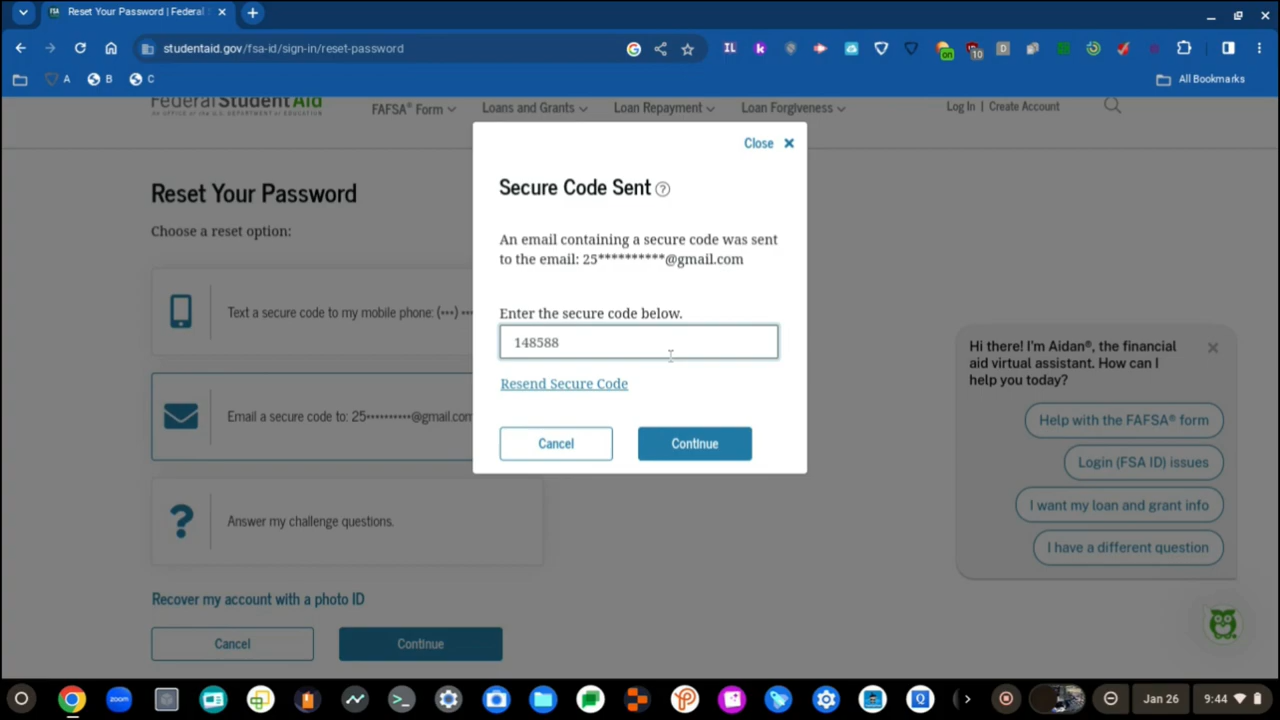 Reset Your Password | Federal
studentaid.gov/fsa-id/sign-in/reset-password
IL
k
on
10
D
A
B
C
All Bookmarks
Federal Student Aid
FAFSA® Form
Loans and Grants
Loan Repayment
Loan Forgiveness
Log In | Create Account
Close
Secure Code Sent
An email containing a secure code was sent
to the email: 25**********@gmail.com
Enter the secure code below.
148588
Resend Secure Code
Cancel
Continue
Reset Your Password
Choose a reset option:
Text a secure code to my mobile phone: (•••) ••
Email a secure code to: 25••••••••••@gmail.com
Answer my challenge questions.
Recover my account with a photo ID
Cancel
Continue
Hi there! I'm Aidan®, the financial
aid virtual assistant. How can I
help you today?
Help with the FAFSA® form
Login (FSA ID) issues
I want my loan and grant info
I have a different question
zoom
Q
Jan 26
9:44